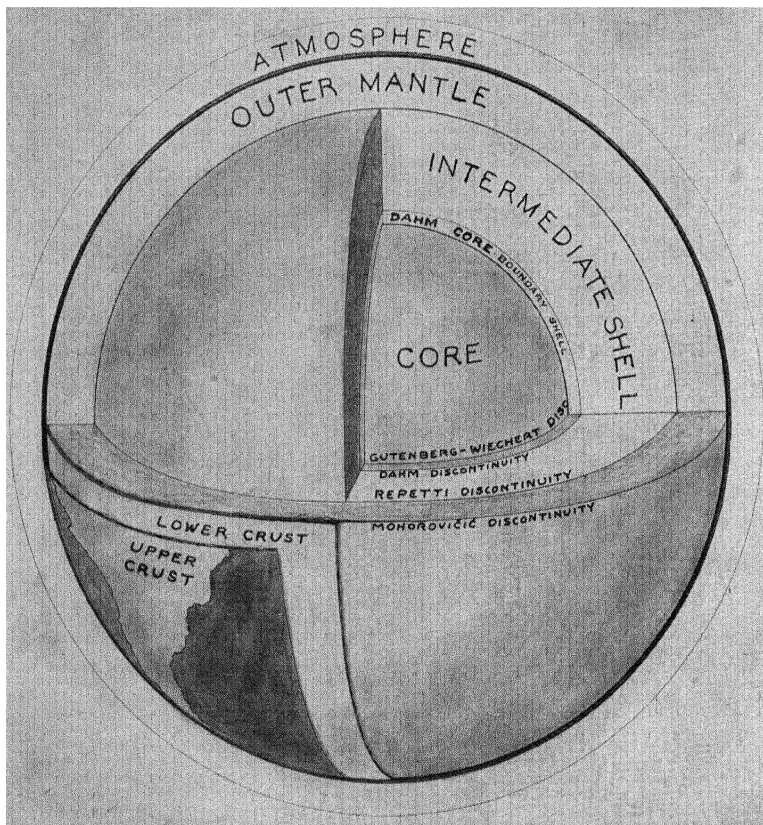 ATMOSPHERE
OUTER MANTLE
INTERMEDIATE SHELL
DAHM CORE BOUNDARY SHELL
CORE
GUTENBERG-WIECHERT DISC
DAHM DISCONTINUITY
REPETTI DISCONTINUITY
MOHOROVIČIĆ DISCONTINUITY
LOWER CRUST
UPPER
CRUST